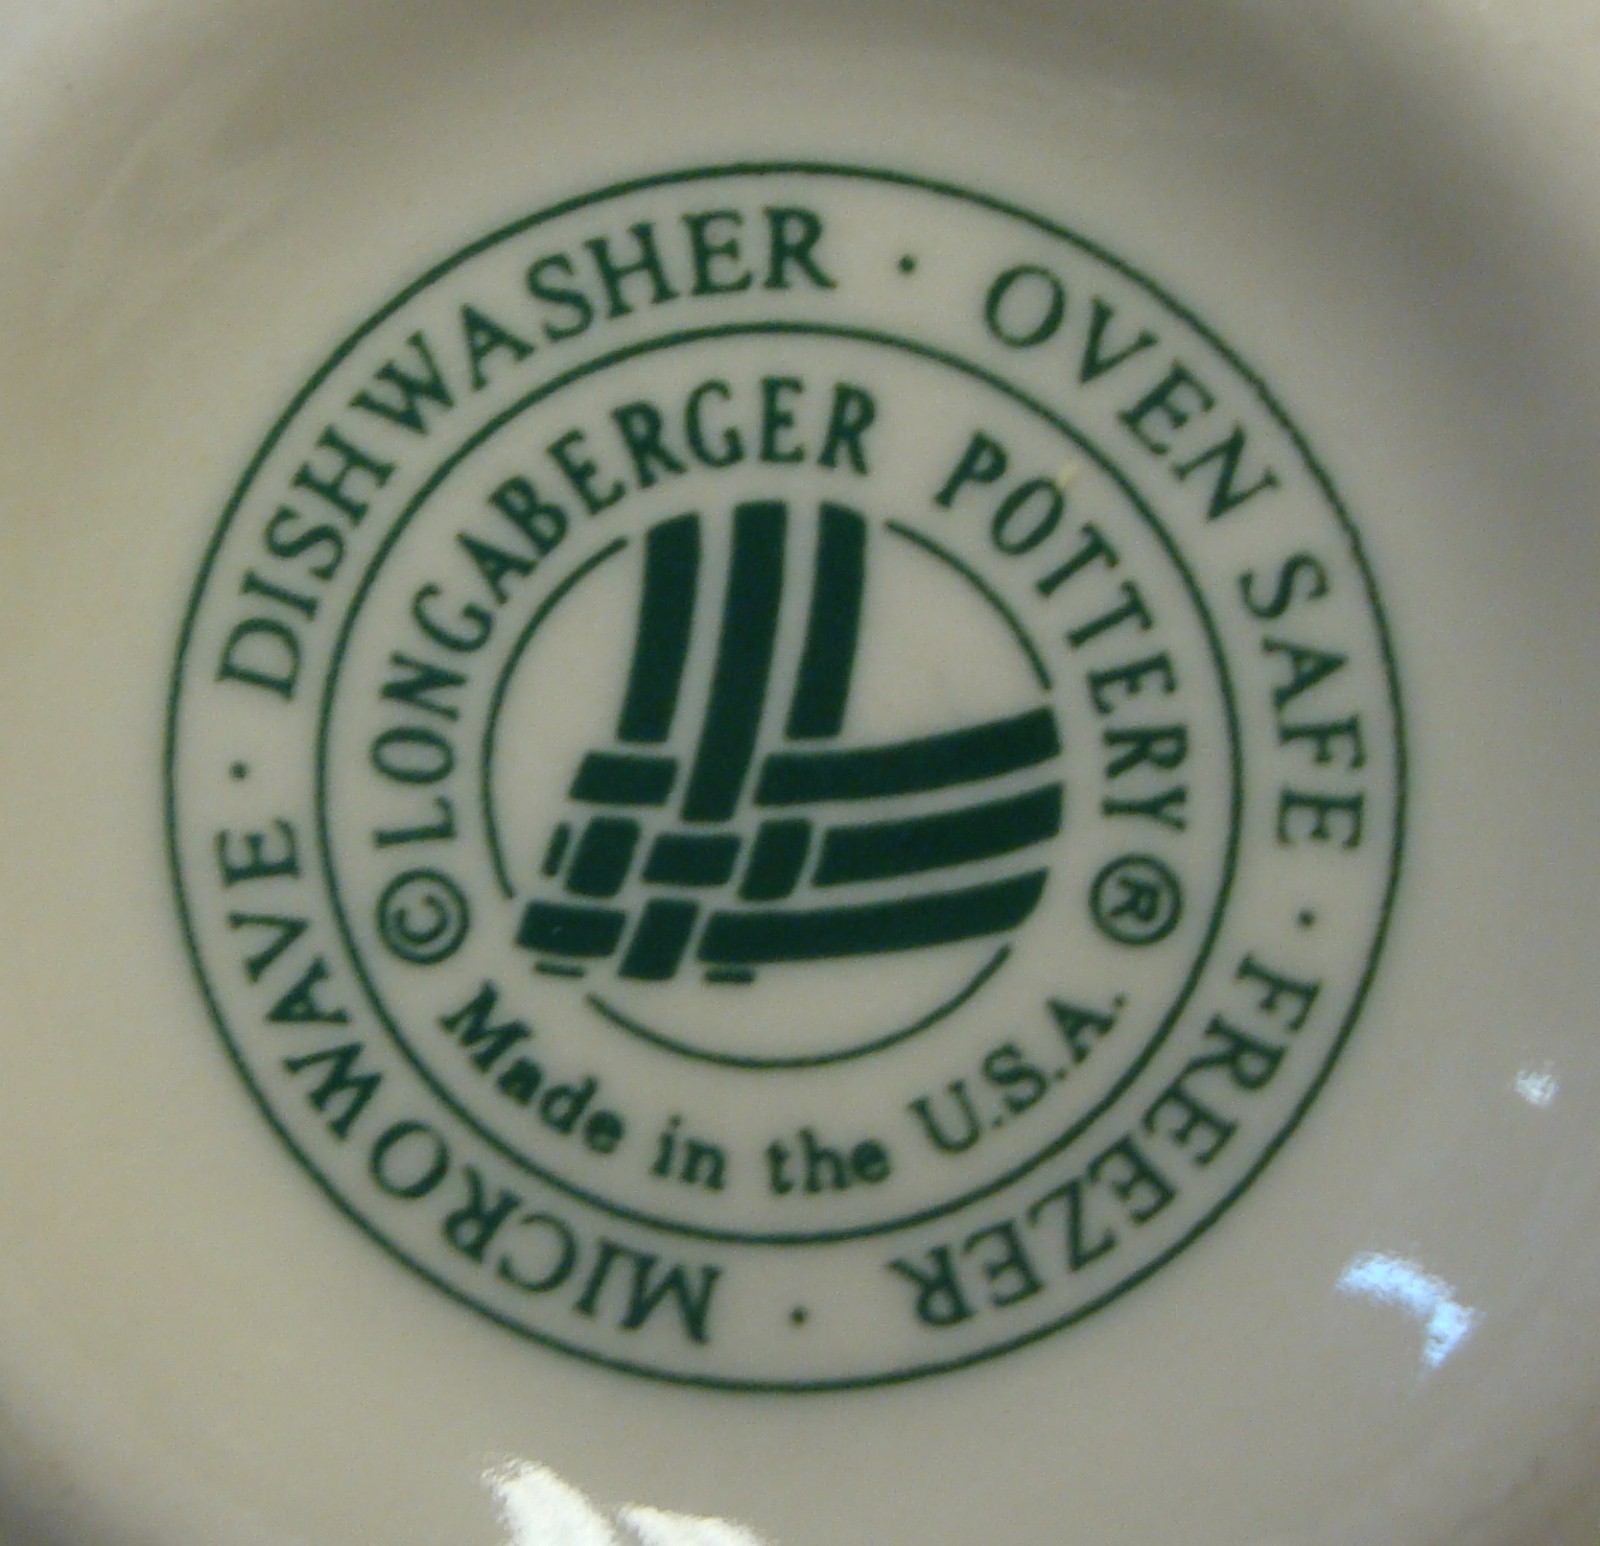 MICROWAVE · DISHWASHER · OVEN SAFE · FREEZER ·
©LONGABERGER POTTERY®
Made in the U.S.A.